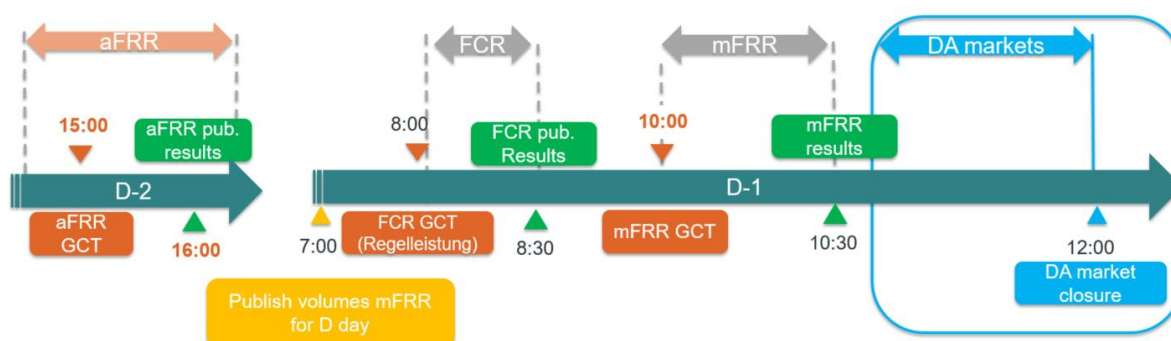 aFRR
FCR
mFRR
DA markets
15:00
aFRR pub.
results
8:00
FCR pub.
Results
10:00
mFRR
results
D-2
D-1
aFRR
GCT
16:00
7:00
FCR GCT
(Regelleistung)
8:30
mFRR GCT
10:30
12:00
DA market
closure
Publish volumes mFRR
for D day